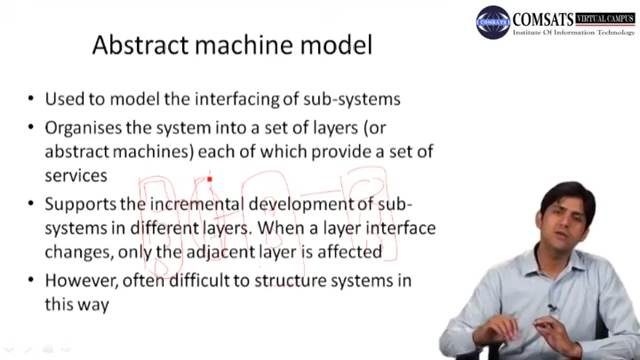 COMSATS VIRTUAL CAMPUS
COMSATS
Institute Of Information Technology
Abstract machine model
• Used to model the interfacing of sub-systems
• Organises the system into a set of layers (or
abstract machines) each of which provide a set of
services
• Supports the incremental development of sub-
systems in different layers. When a layer interface
changes, only the adjacent layer is affected
• However, often difficult to structure systems in
this way